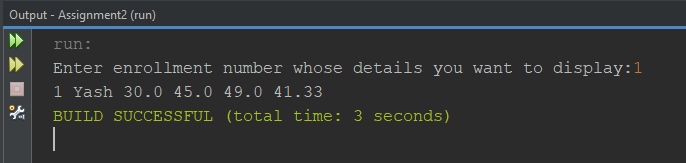 Output - Assignment2 (run)
run:
Enter enrollment number whose details you want to display:1
1 Yash 30.0 45.0 49.0 41.33
BUILD SUCCESSFUL (total time: 3 seconds)